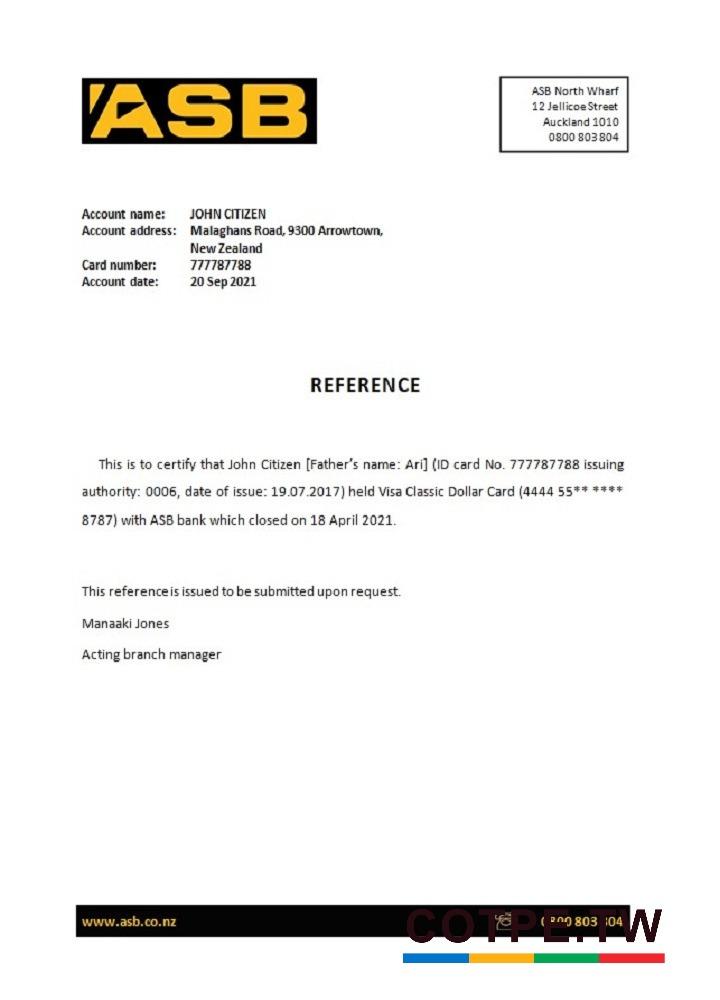 ASB
ASB North Wharf
12 Jellicoe Street
Auckland 1010
0800 803804
Account name: JOHN CITIZEN
Account address: Malaghans Road, 9300 Arrowtown,
New Zealand
Card number: 777787788
Account date: 20 Sep 2021
REFERENCE
This is to certify that John Citizen [Father's name: Ari] (ID card No. 777787788 issuing
authority: 0006, date of issue: 19.07.2017) held Visa Classic Dollar Card (4444 55** ****
8787) with ASB bank which closed on 18 April 2021.
This reference is issued to be submitted upon request.
Manaaki Jones
Acting branch manager
www.asb.co.nz 0800 803 804
COTPE.TW